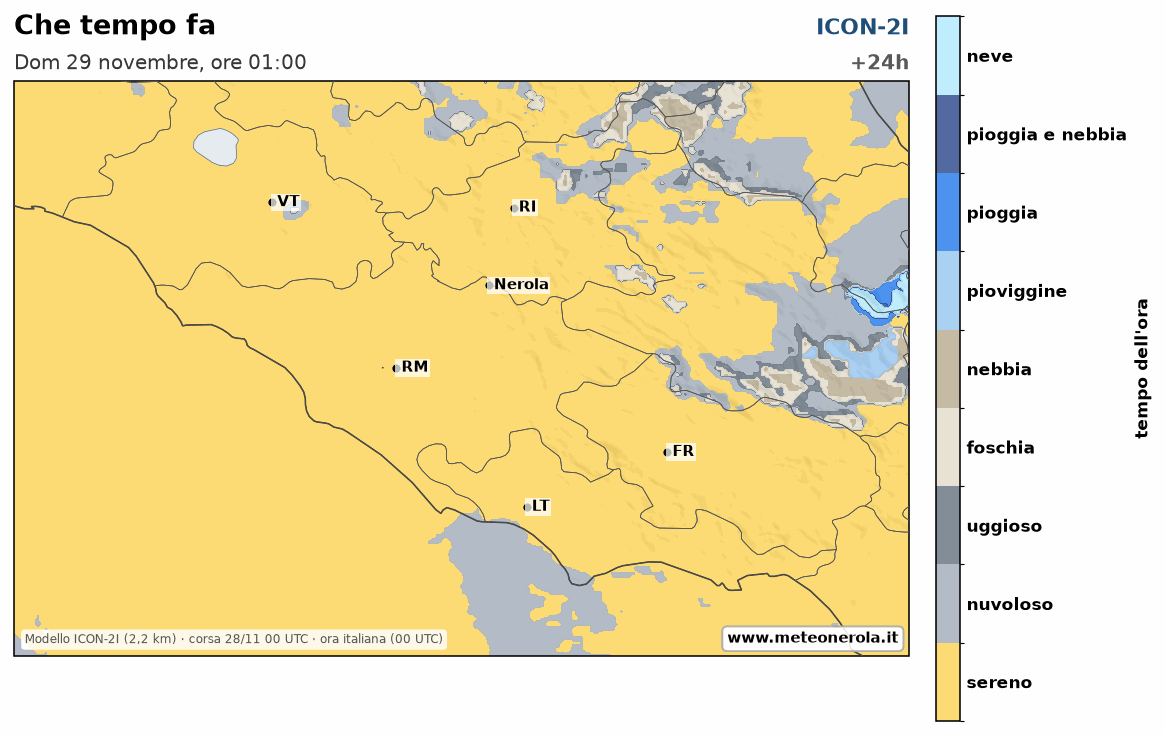 Che tempo fa
ICON-2I
Dom 29 novembre, ore 01:00
+24h
neve
pioggia e nebbia
pioggia
pioviggine
nebbia
foschia
uggioso
nuvoloso
sereno
tempo dell'ora
VT
RI
Nerola
RM
FR
LT
Modello ICON-2I (2,2 km) · corsa 28/11 00 UTC · ora italiana (00 UTC)
www.meteonerola.it